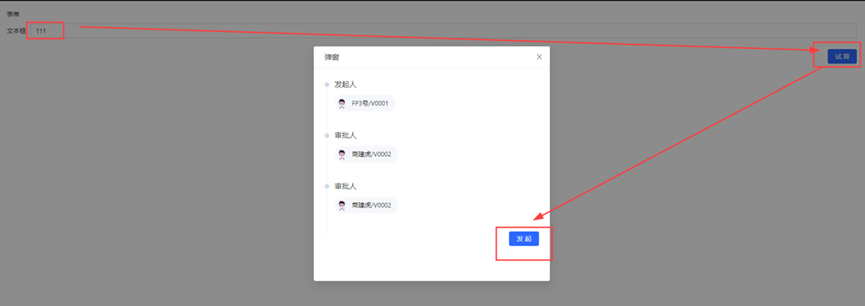 表单
文本框 111
试 算
弹窗
发起人
FP3号/V0001
审批人
商建虎/V0002
审批人
商建虎/V0002
发 起